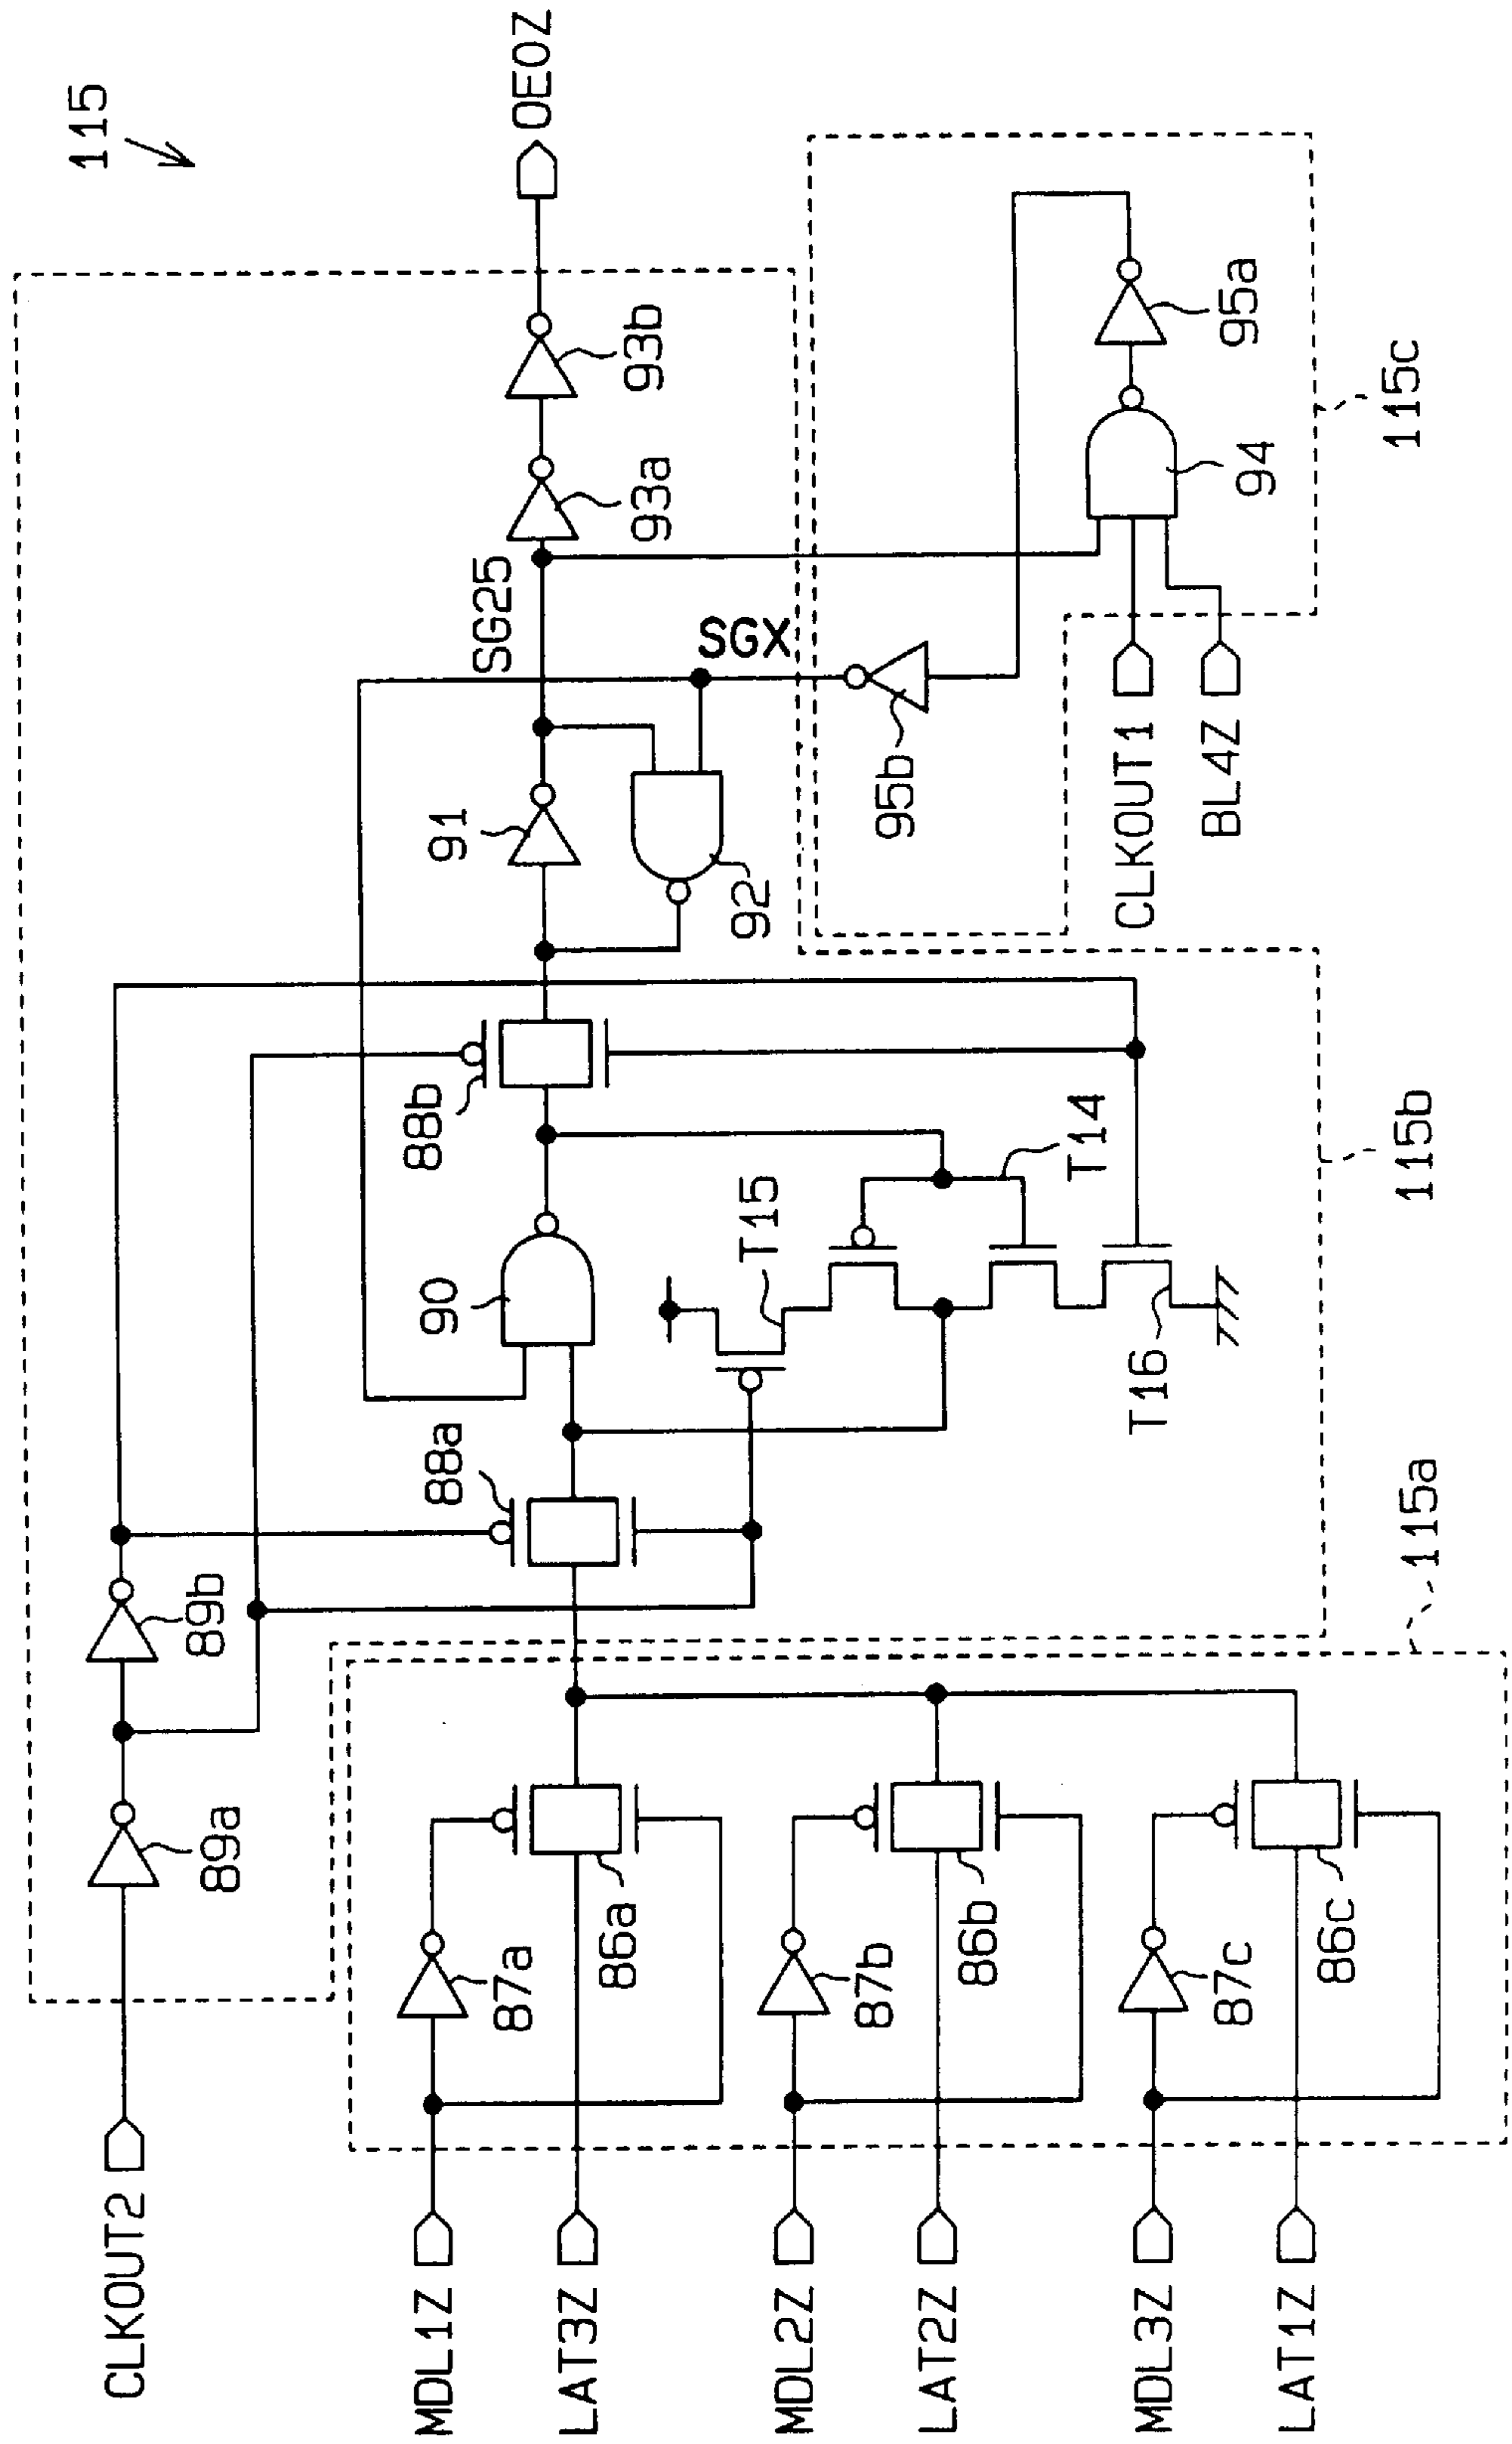 115
CLKOUT2
89a
89b
MDL1Z
87a
LAT3Z
86a
MDL2Z
87b
LAT2Z
86b
MDL3Z
87c
LAT1Z
86c
115a
88a
90
88b
T15
T14
T16
115b
91
92
SG25
SGX
93a
93b
OE0Z
95b
CLKOUT1
BL4Z
94
95a
115c